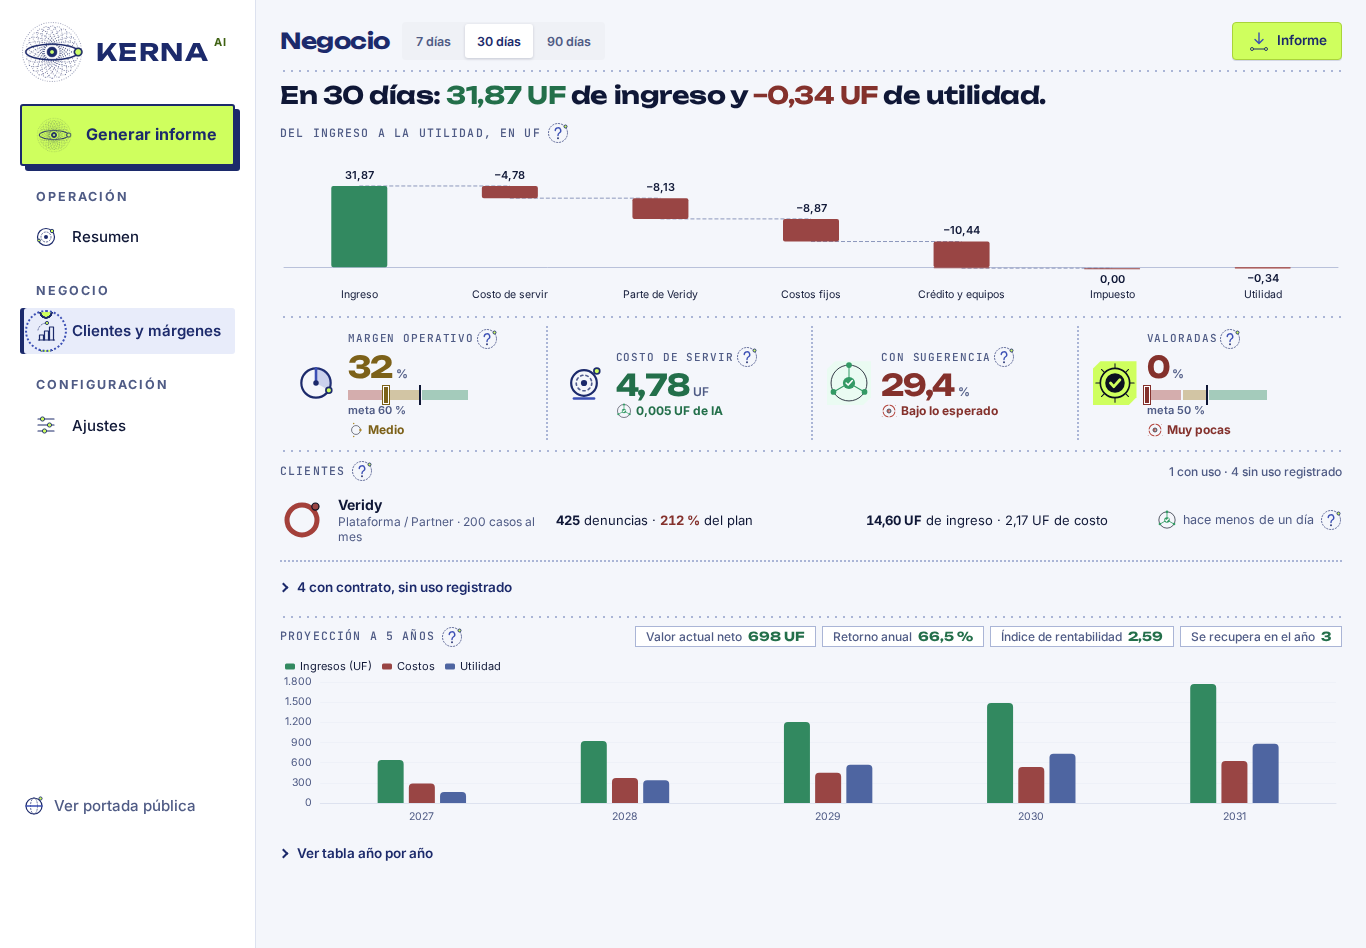 KERNA AI
Generar informe
OPERACIÓN
Resumen
NEGOCIO
Clientes y márgenes
CONFIGURACIÓN
Ajustes
Ver portada pública
Negocio 7 días 30 días 90 días Informe
En 30 días: 31,87 UF de ingreso y −0,34 UF de utilidad.
DEL INGRESO A LA UTILIDAD, EN UF ?
31,87 −4,78 −8,13 −8,87 −10,44 0,00 −0,34
Ingreso Costo de servir Parte de Veridy Costos fijos Crédito y equipos Impuesto Utilidad
MARGEN OPERATIVO ?
32 %
meta 60 %
Medio
COSTO DE SERVIR ?
4,78 UF
0,005 UF de IA
CON SUGERENCIA ?
29,4 %
Bajo lo esperado
VALORADAS ?
0 %
meta 50 %
Muy pocas
CLIENTES ? 1 con uso · 4 sin uso registrado
Veridy
Plataforma / Partner · 200 casos al
mes
425 denuncias · 212 % del plan
14,60 UF de ingreso · 2,17 UF de costo
hace menos de un día ?
4 con contrato, sin uso registrado
PROYECCIÓN A 5 AÑOS ? Valor actual neto 698 UF Retorno anual 66,5 % Índice de rentabilidad 2,59 Se recupera en el año 3
Ingresos (UF) Costos Utilidad
1.800
1.500
1.200
900
600
300
0
2027 2028 2029 2030 2031
Ver tabla año por año